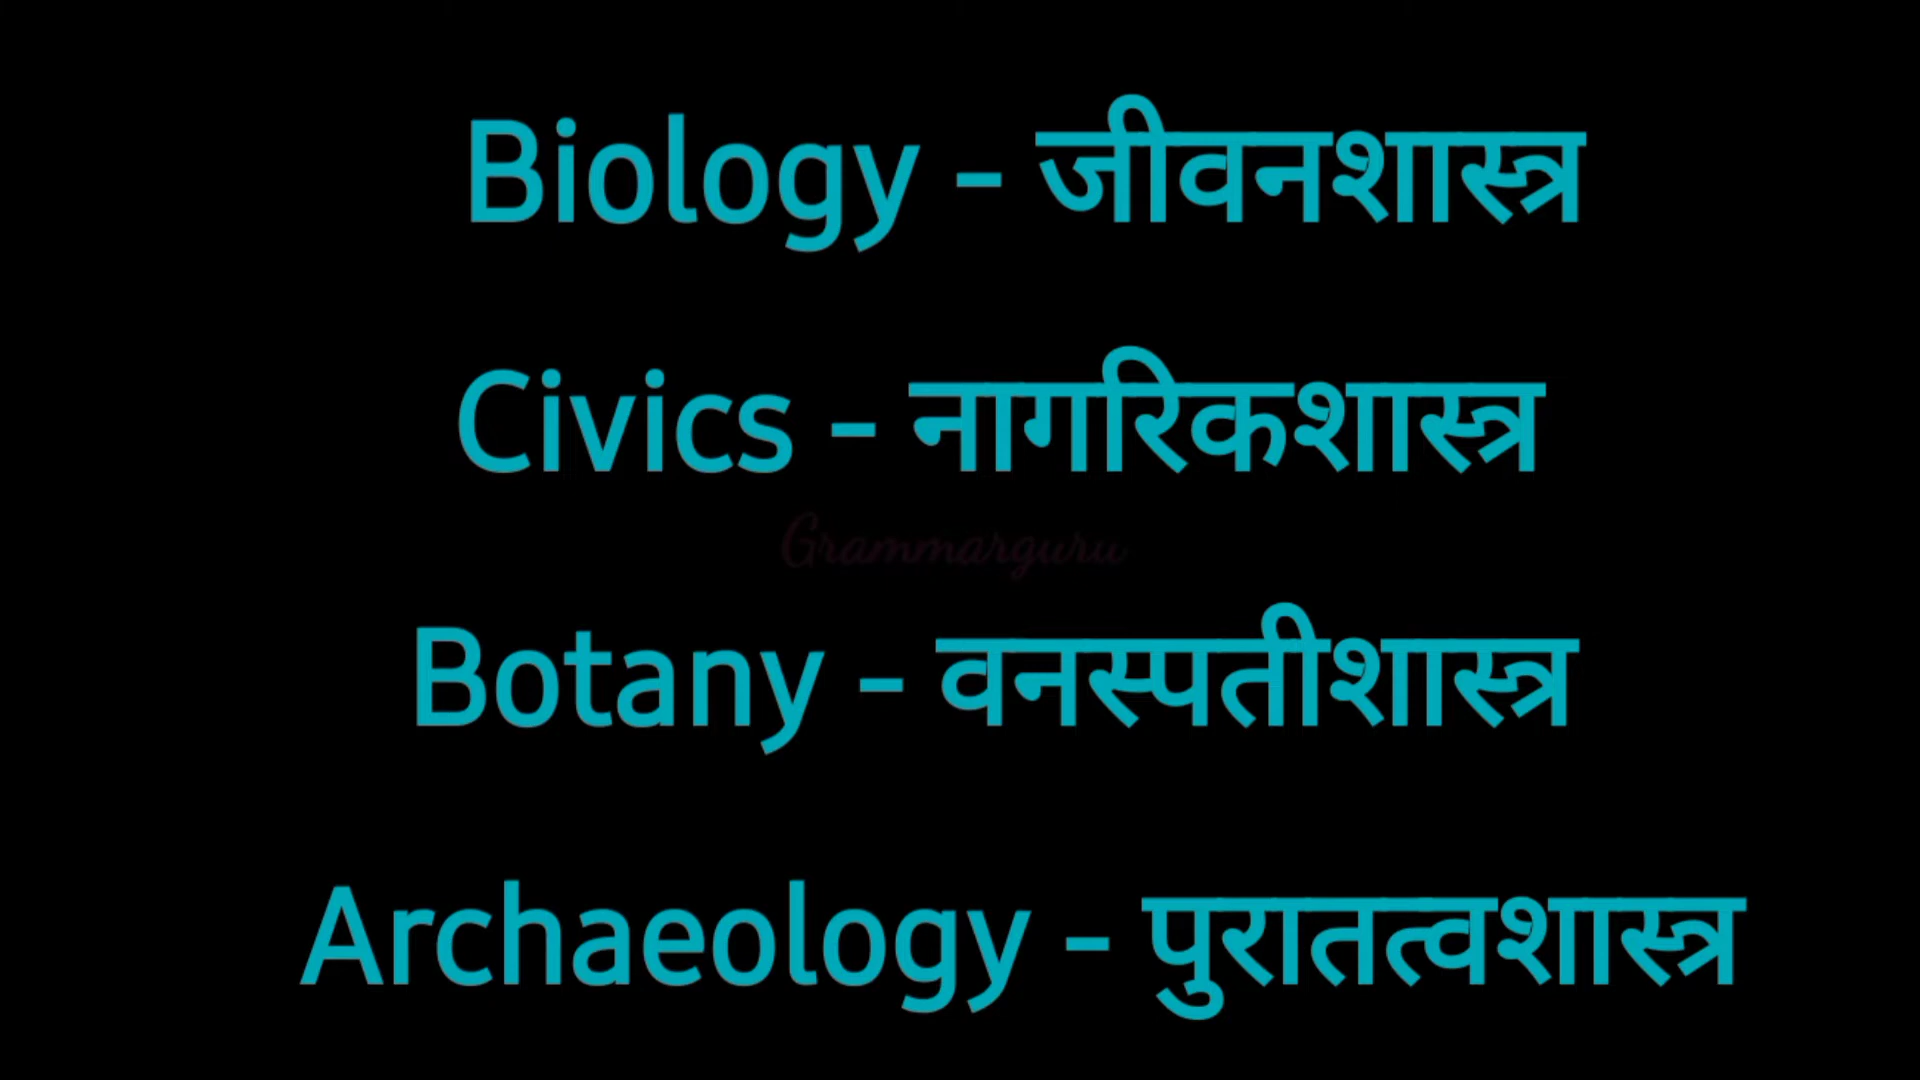 Biology - जीवनशास्त्र
Civics - नागरिकशास्त्र
Grammarguru
Botany - वनस्पतीशास्त्र
Archaeology - पुरातत्वशास्त्र